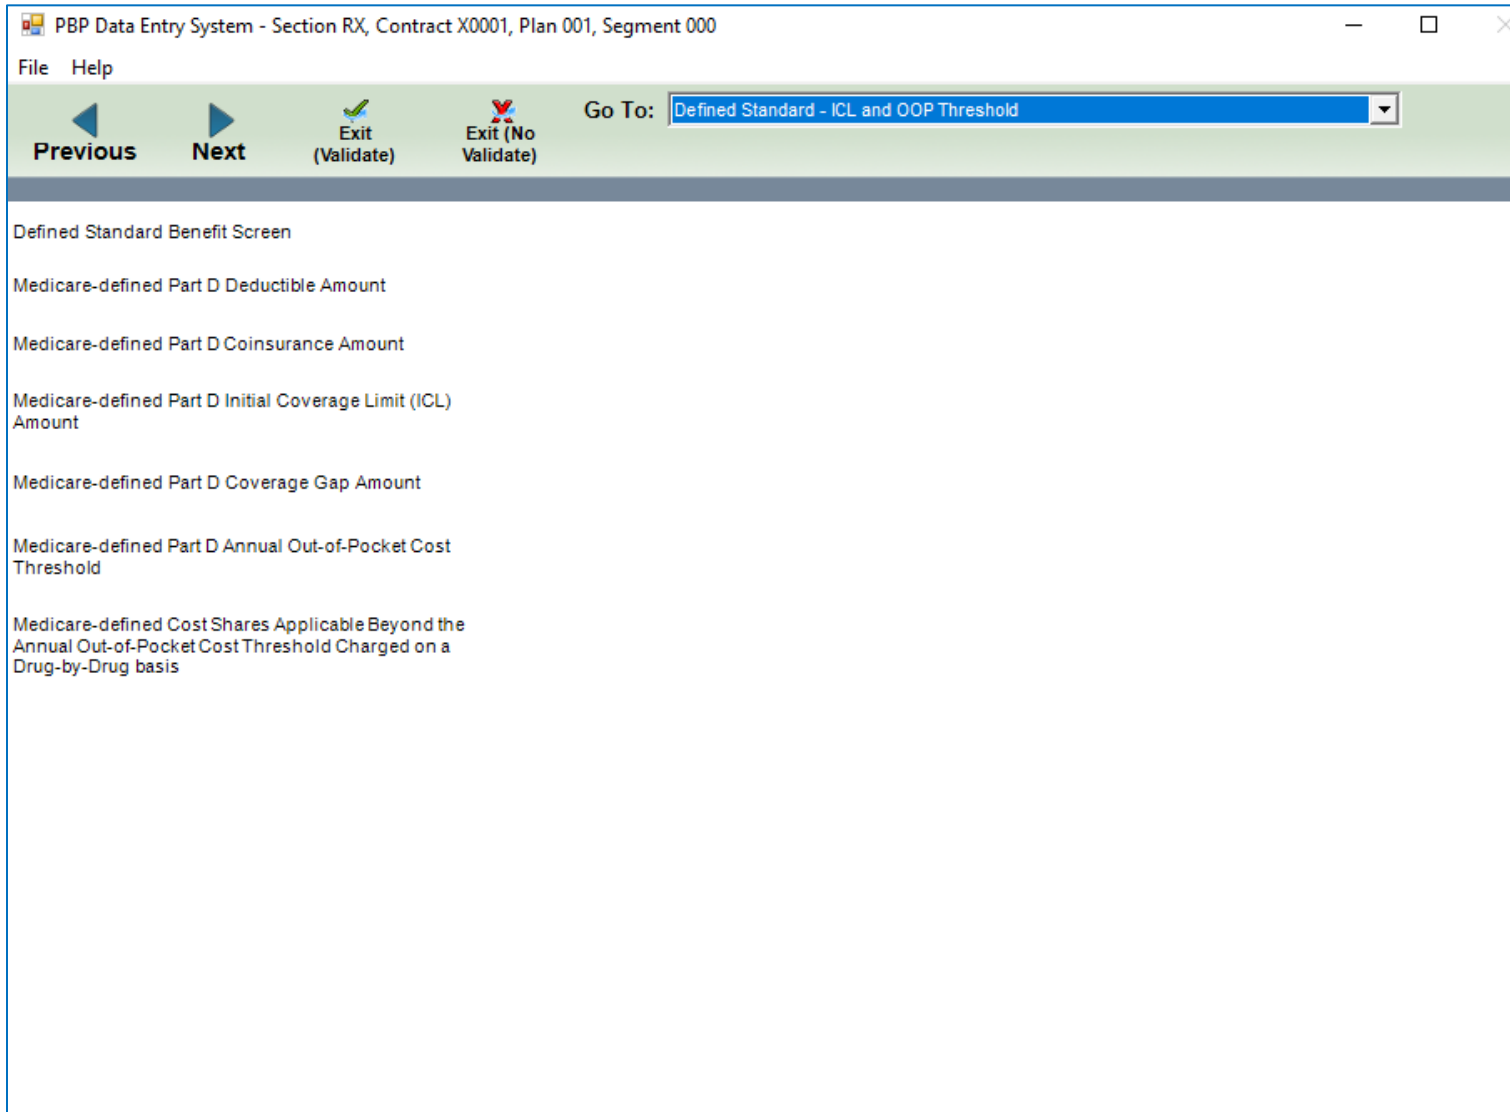 PBP Data Entry System - Section RX, Contract X0001, Plan 001, Segment 000
File Help
Previous
Next
Exit
(Validate)
Exit (No
Validate)
Go To:
Defined Standard - ICL and OOP Threshold
Defined Standard Benefit Screen
Medicare-defined Part D Deductible Amount
Medicare-defined Part D Coinsurance Amount
Medicare-defined Part D Initial Coverage Limit (ICL)
Amount
Medicare-defined Part D Coverage Gap Amount
Medicare-defined Part D Annual Out-of-Pocket Cost
Threshold
Medicare-defined Cost Shares Applicable Beyond the
Annual Out-of-Pocket Cost Threshold Charged on a
Drug-by-Drug basis